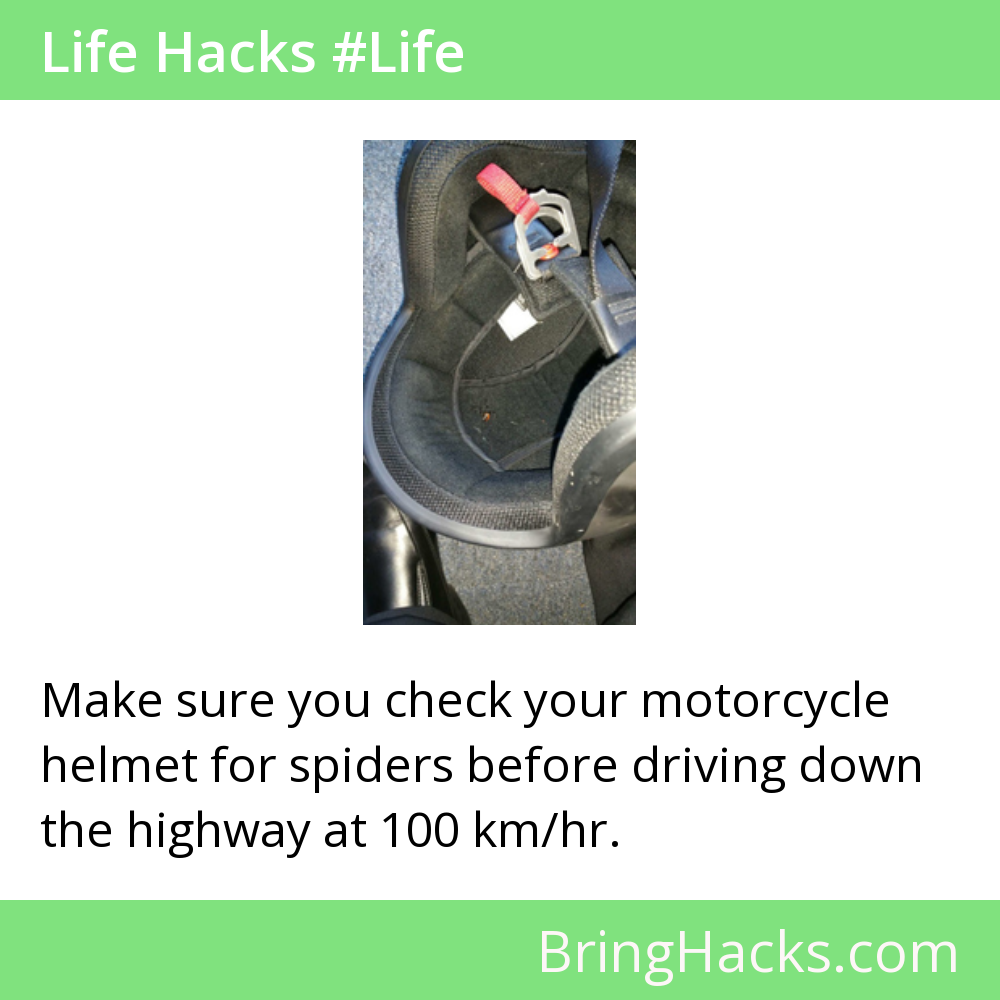 Life Hacks #Life
Make sure you check your motorcycle
helmet for spiders before driving down
the highway at 100 km/hr.
BringHacks.com